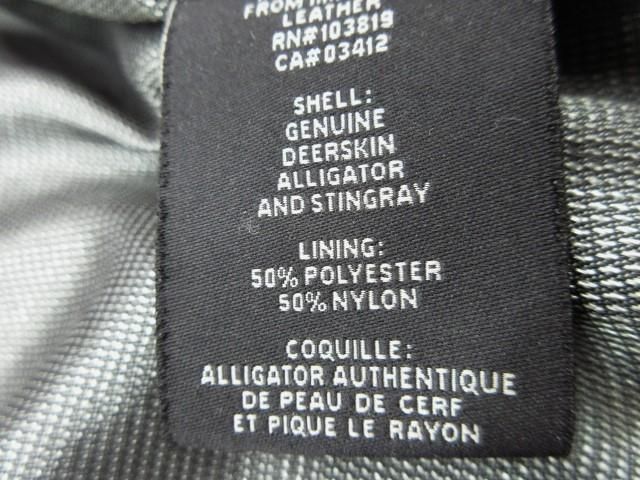 FROM
LEATHER
RN#103819
CA#03412
SHELL:
GENUINE
DEERSKIN
ALLIGATOR
AND STINGRAY
LINING:
50% POLYESTER
50% NYLON
COQUILLE:
ALLIGATOR AUTHENTIQUE
DE PEAU DE CERF
ET PIQUE LE RAYON